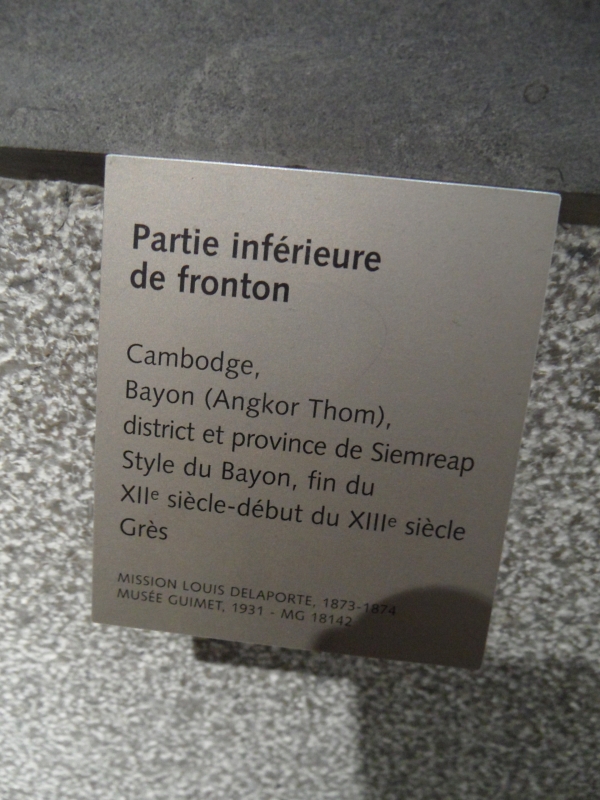 Partie inférieure
de fronton
Cambodge,
Bayon (Angkor Thom),
district et province de Siemreap
Style du Bayon, fin du
XIIe siècle-début du XIIIe siècle
Grès
MISSION LOUIS DELAPORTE, 1873-1874
MUSÉE GUIMET, 1931 - MG 18142